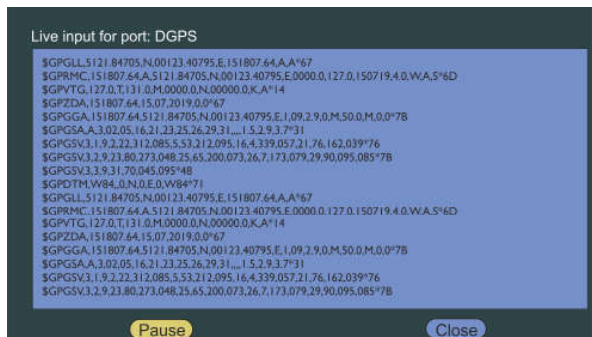 Live input for port: DGPS
$GPGLL,5121.84705,N,00123.40795,E,151807.64,A,A*67
$GPRMC,151807.64,A,5121.84705,N,00123.40795,E,0000.0,127.0,150719,4.0,W,A,S*6D
$GPVTG,127.0,T,131.0,M,0000.0,N,00000.0,K,A*14
$GPZDA,151807.64,15,07,2019,0,0*67
$GPGGA,151807.64,5121.84705,N,00123.40795,E,1,09,2.9,0,M,50.0,M,0,0*7B
$GPGSA,A,3,02,05,16,21,23,25,26,29,31,,,,1.5,2.9,3.7*31
$GPGSV,3,1,9,2,22,312,085,5,53,212,095,16,4,339,057,21,76,162,039*76
$GPGSV,3,2,9,23,80,273,048,25,65,200,073,26,7,173,079,29,90,095,085*7B
$GPGSV,3,3,9,31,70,045,095*48
$GPDTM,W84,,0,N,0,E,0,W84*71
$GPGLL,5121.84705,N,00123.40795,E,151807.64,A,A*67
$GPRMC,151807.64,A,5121.84705,N,00123.40795,E,0000.0,127.0,150719,4.0,W,A,S*6D
$GPVTG,127.0,T,131.0,M,0000.0,N,00000.0,K,A*14
$GPZDA,151807.64,15,07,2019,0,0*67
$GPGGA,151807.64,5121.84705,N,00123.40795,E,1,09,2.9,0,M,50.0,M,0,0*7B
$GPGSA,A,3,02,05,16,21,23,25,26,29,31,,,,1.5,2.9,3.7*31
$GPGSV,3,1,9,2,22,312,085,5,53,212,095,16,4,339,057,21,76,162,039*76
$GPGSV,3,2,9,23,80,273,048,25,65,200,073,26,7,173,079,29,90,095,085*7B
Pause
Close